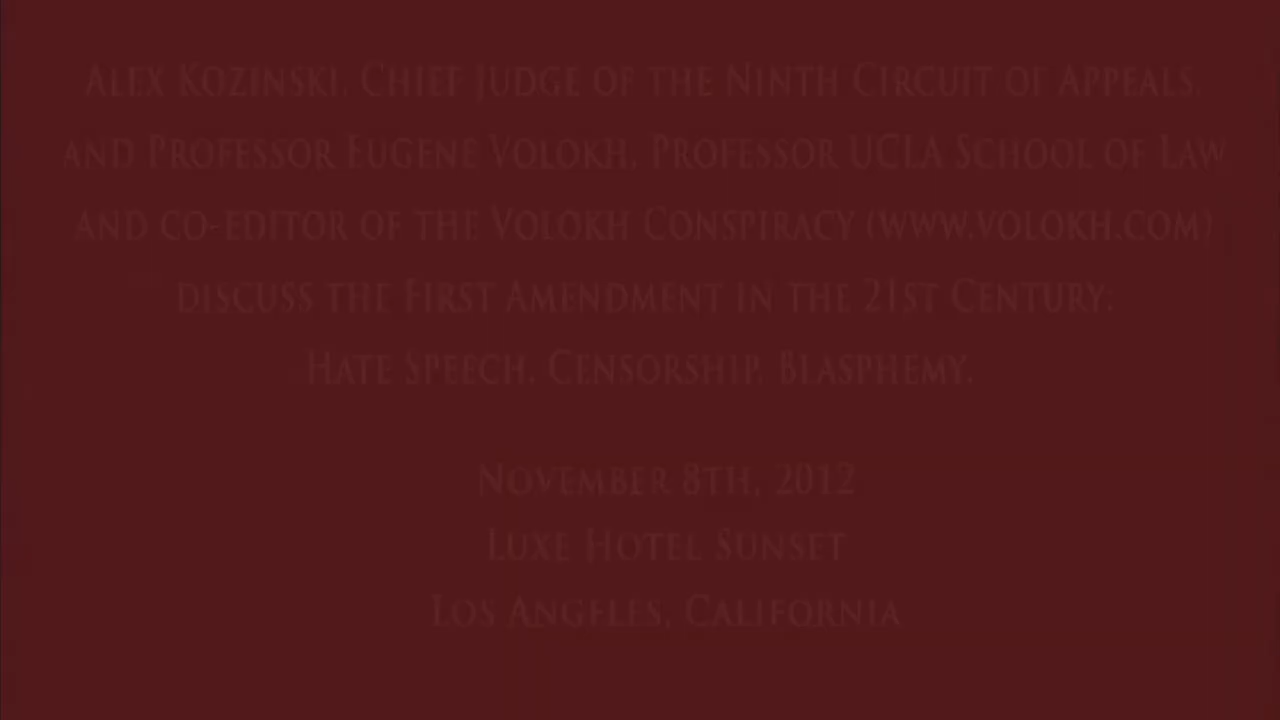 Alex Kozinski, Chief Judge of the Ninth Circuit of Appeals,
and Professor Eugene Volokh, Professor UCLA School of Law
and co-editor of the Volokh Conspiracy (www.volokh.com)
discuss the First Amendment in the 21st Century:
Hate Speech. Censorship. Blasphemy.
November 8th, 2012
Luxe Hotel Sunset
Los Angeles, California